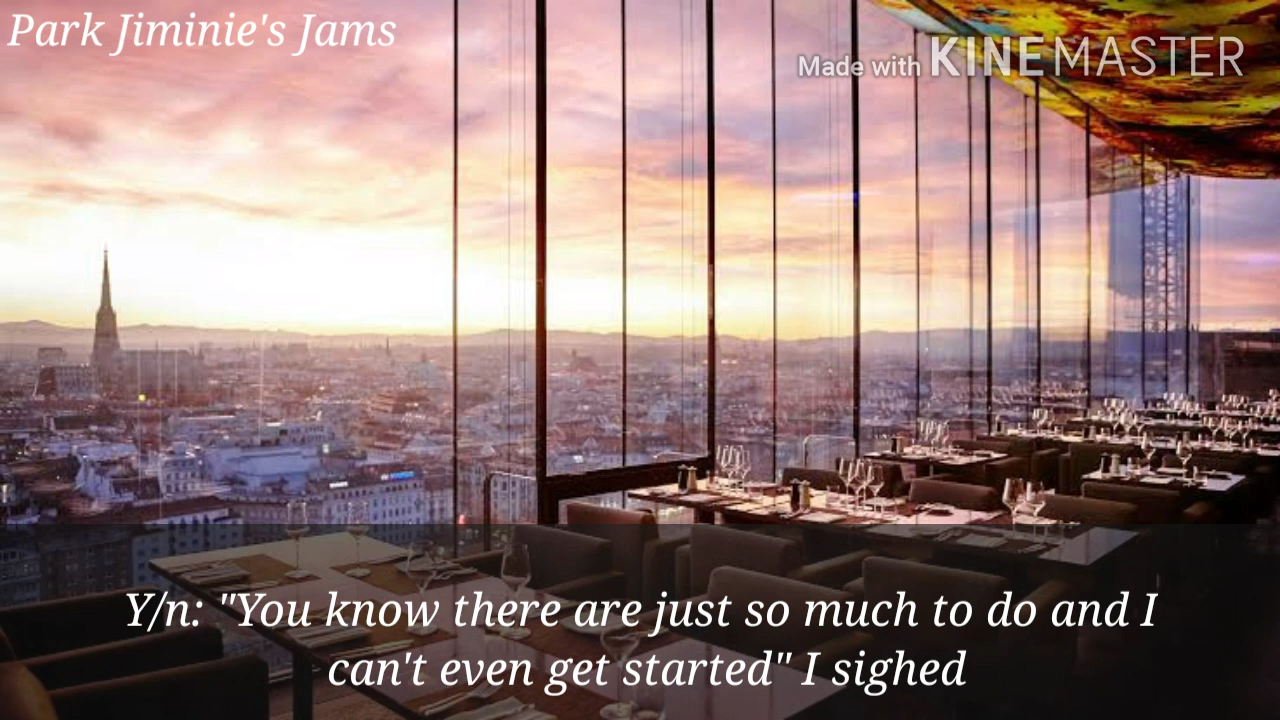 Park Jiminie's Jams
Made with KINEMASTER
Y/n: "You know there are just so much to do and I
can't even get started" I sighed